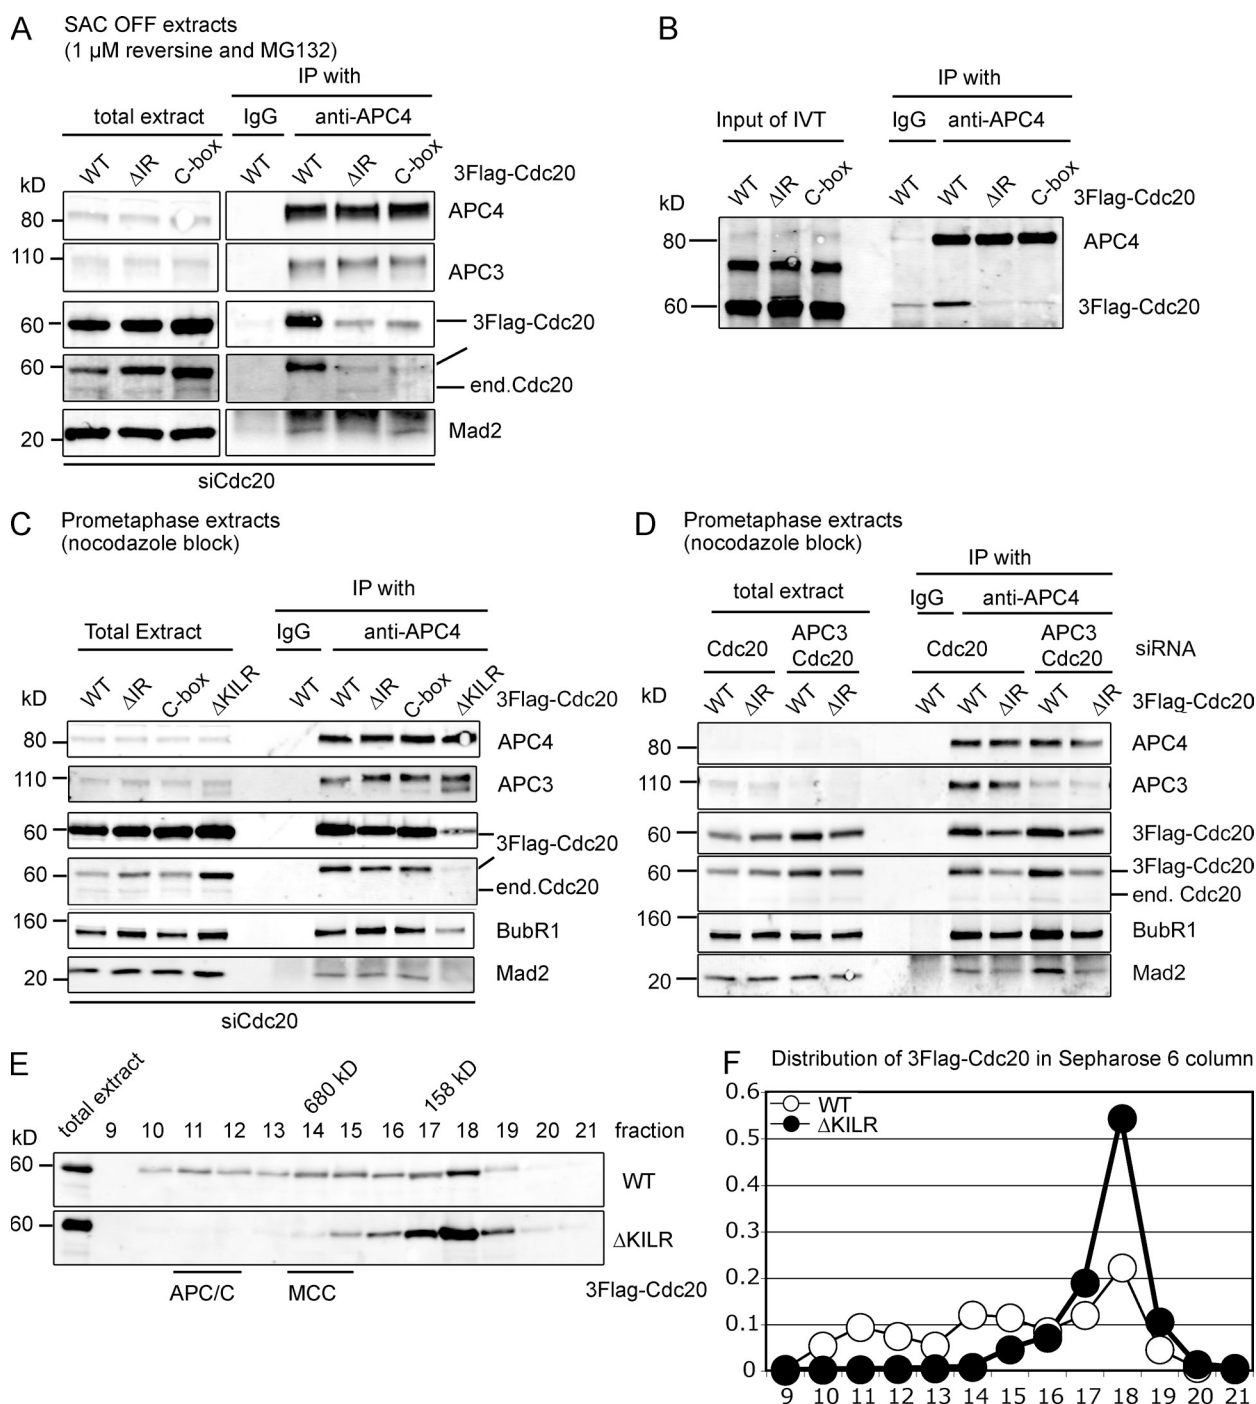 A
SAC OFF extracts
(1 µM reversine and MG132)
IP with
total extract IgG anti-APC4
WT ΔIR C-box WT WT ΔIR C-box 3Flag-Cdc20
kD
80 APC4
110 APC3
60 3Flag-Cdc20
60 end.Cdc20
20 Mad2
siCdc20
B
IP with
Input of IVT IgG anti-APC4
WT ΔIR C-box WT WT ΔIR C-box 3Flag-Cdc20
kD
80 APC4
60 3Flag-Cdc20
C
Prometaphase extracts
(nocodazole block)
IP with
Total Extract IgG anti-APC4
WT ΔIR C-box ΔKILR WT WT ΔIR C-box ΔKILR 3Flag-Cdc20
kD
80 APC4
110 APC3
60 3Flag-Cdc20
60 end.Cdc20
160 BubR1
20 Mad2
siCdc20
D
Prometaphase extracts
(nocodazole block)
IP with
total extract IgG anti-APC4
Cdc20 APC3 Cdc20 Cdc20 APC3 Cdc20 siRNA
WT ΔIR WT ΔIR WT WT ΔIR WT ΔIR 3Flag-Cdc20
kD
80 APC4
110 APC3
60 3Flag-Cdc20
60 3Flag-Cdc20
end. Cdc20
160 BubR1
20 Mad2
E
680 kD 158 kD
kD total extract 9 10 11 12 13 14 15 16 17 18 19 20 21 fraction
60 WT
60 ΔKILR
APC/C MCC 3Flag-Cdc20
F
Distribution of 3Flag-Cdc20 in Sepharose 6 column
0.6
WT
ΔKILR
0.5
0.4
0.3
0.2
0.1
0
9 10 11 12 13 14 15 16 17 18 19 20 21